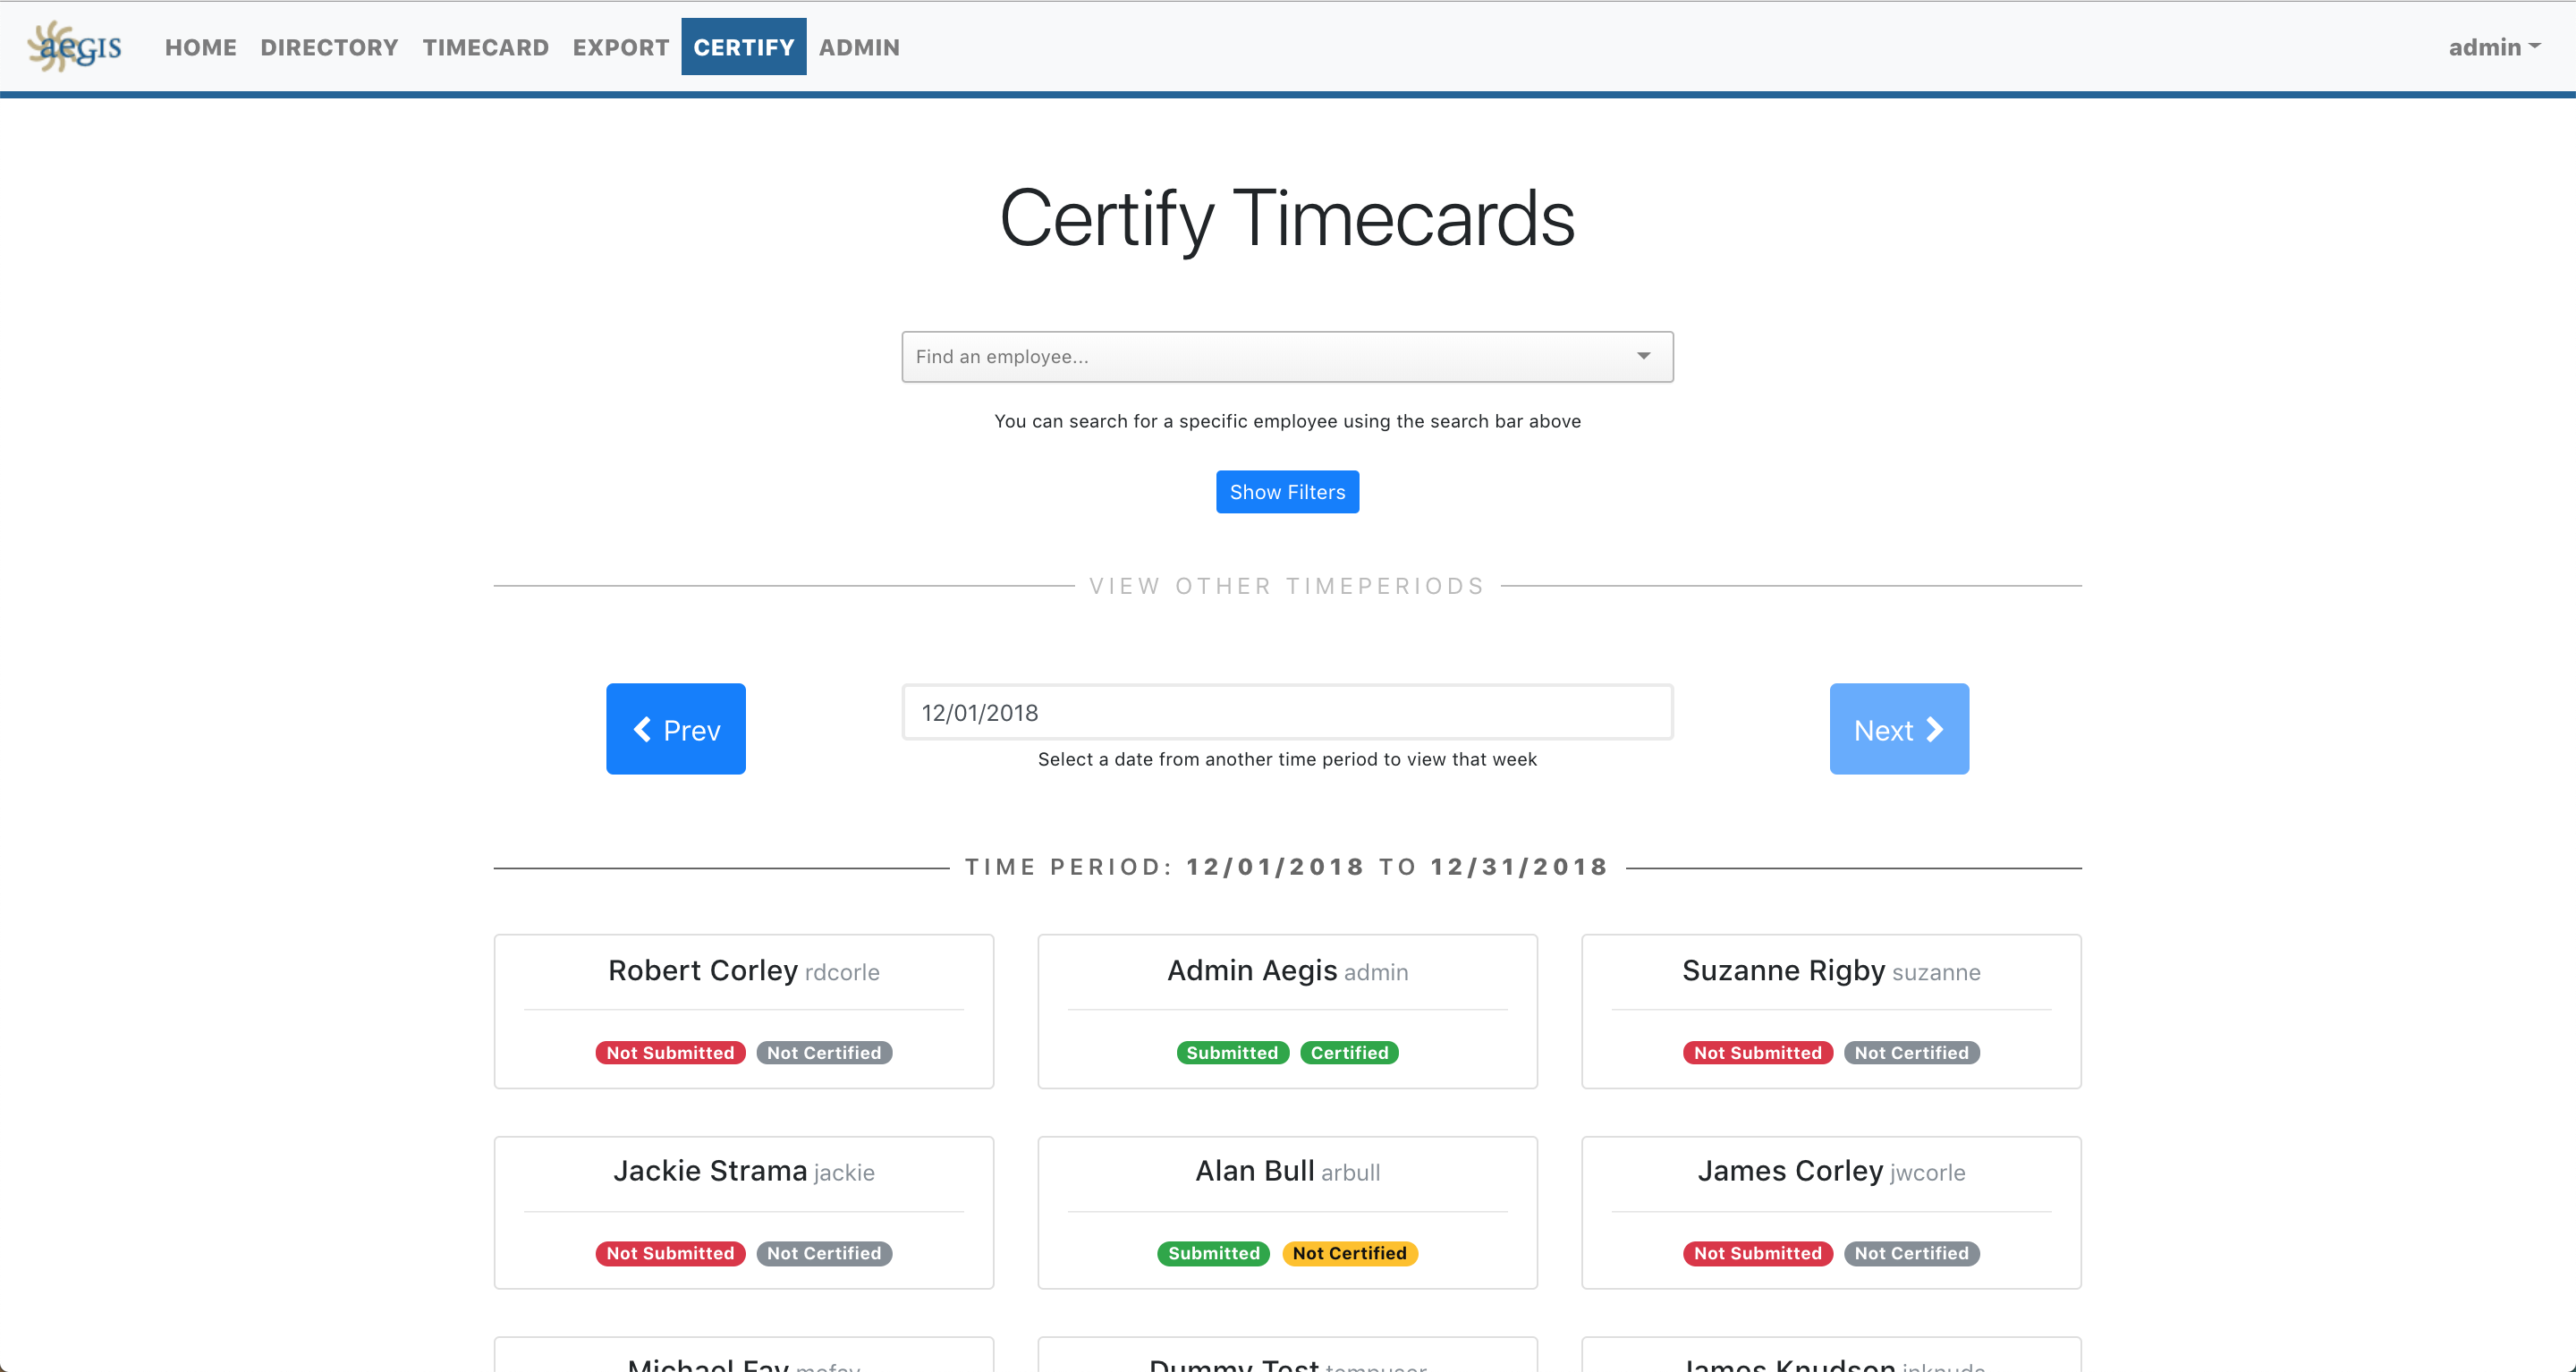 aegis HOME DIRECTORY TIMECARD EXPORT CERTIFY ADMIN admin
Certify Timecards
Find an employee...
You can search for a specific employee using the search bar above
Show Filters
VIEW OTHER TIMEPERIODS
Prev 12/01/2018 Next
Select a date from another time period to view that week
TIME PERIOD: 12/01/2018 TO 12/31/2018
Robert Corley rdcorle
Not Submitted Not Certified
Admin Aegis admin
Submitted Certified
Suzanne Rigby suzanne
Not Submitted Not Certified
Jackie Strama jackie
Not Submitted Not Certified
Alan Bull arbull
Submitted Not Certified
James Corley jwcorle
Not Submitted Not Certified
Michael Fay
Dummy Test
James Knudson